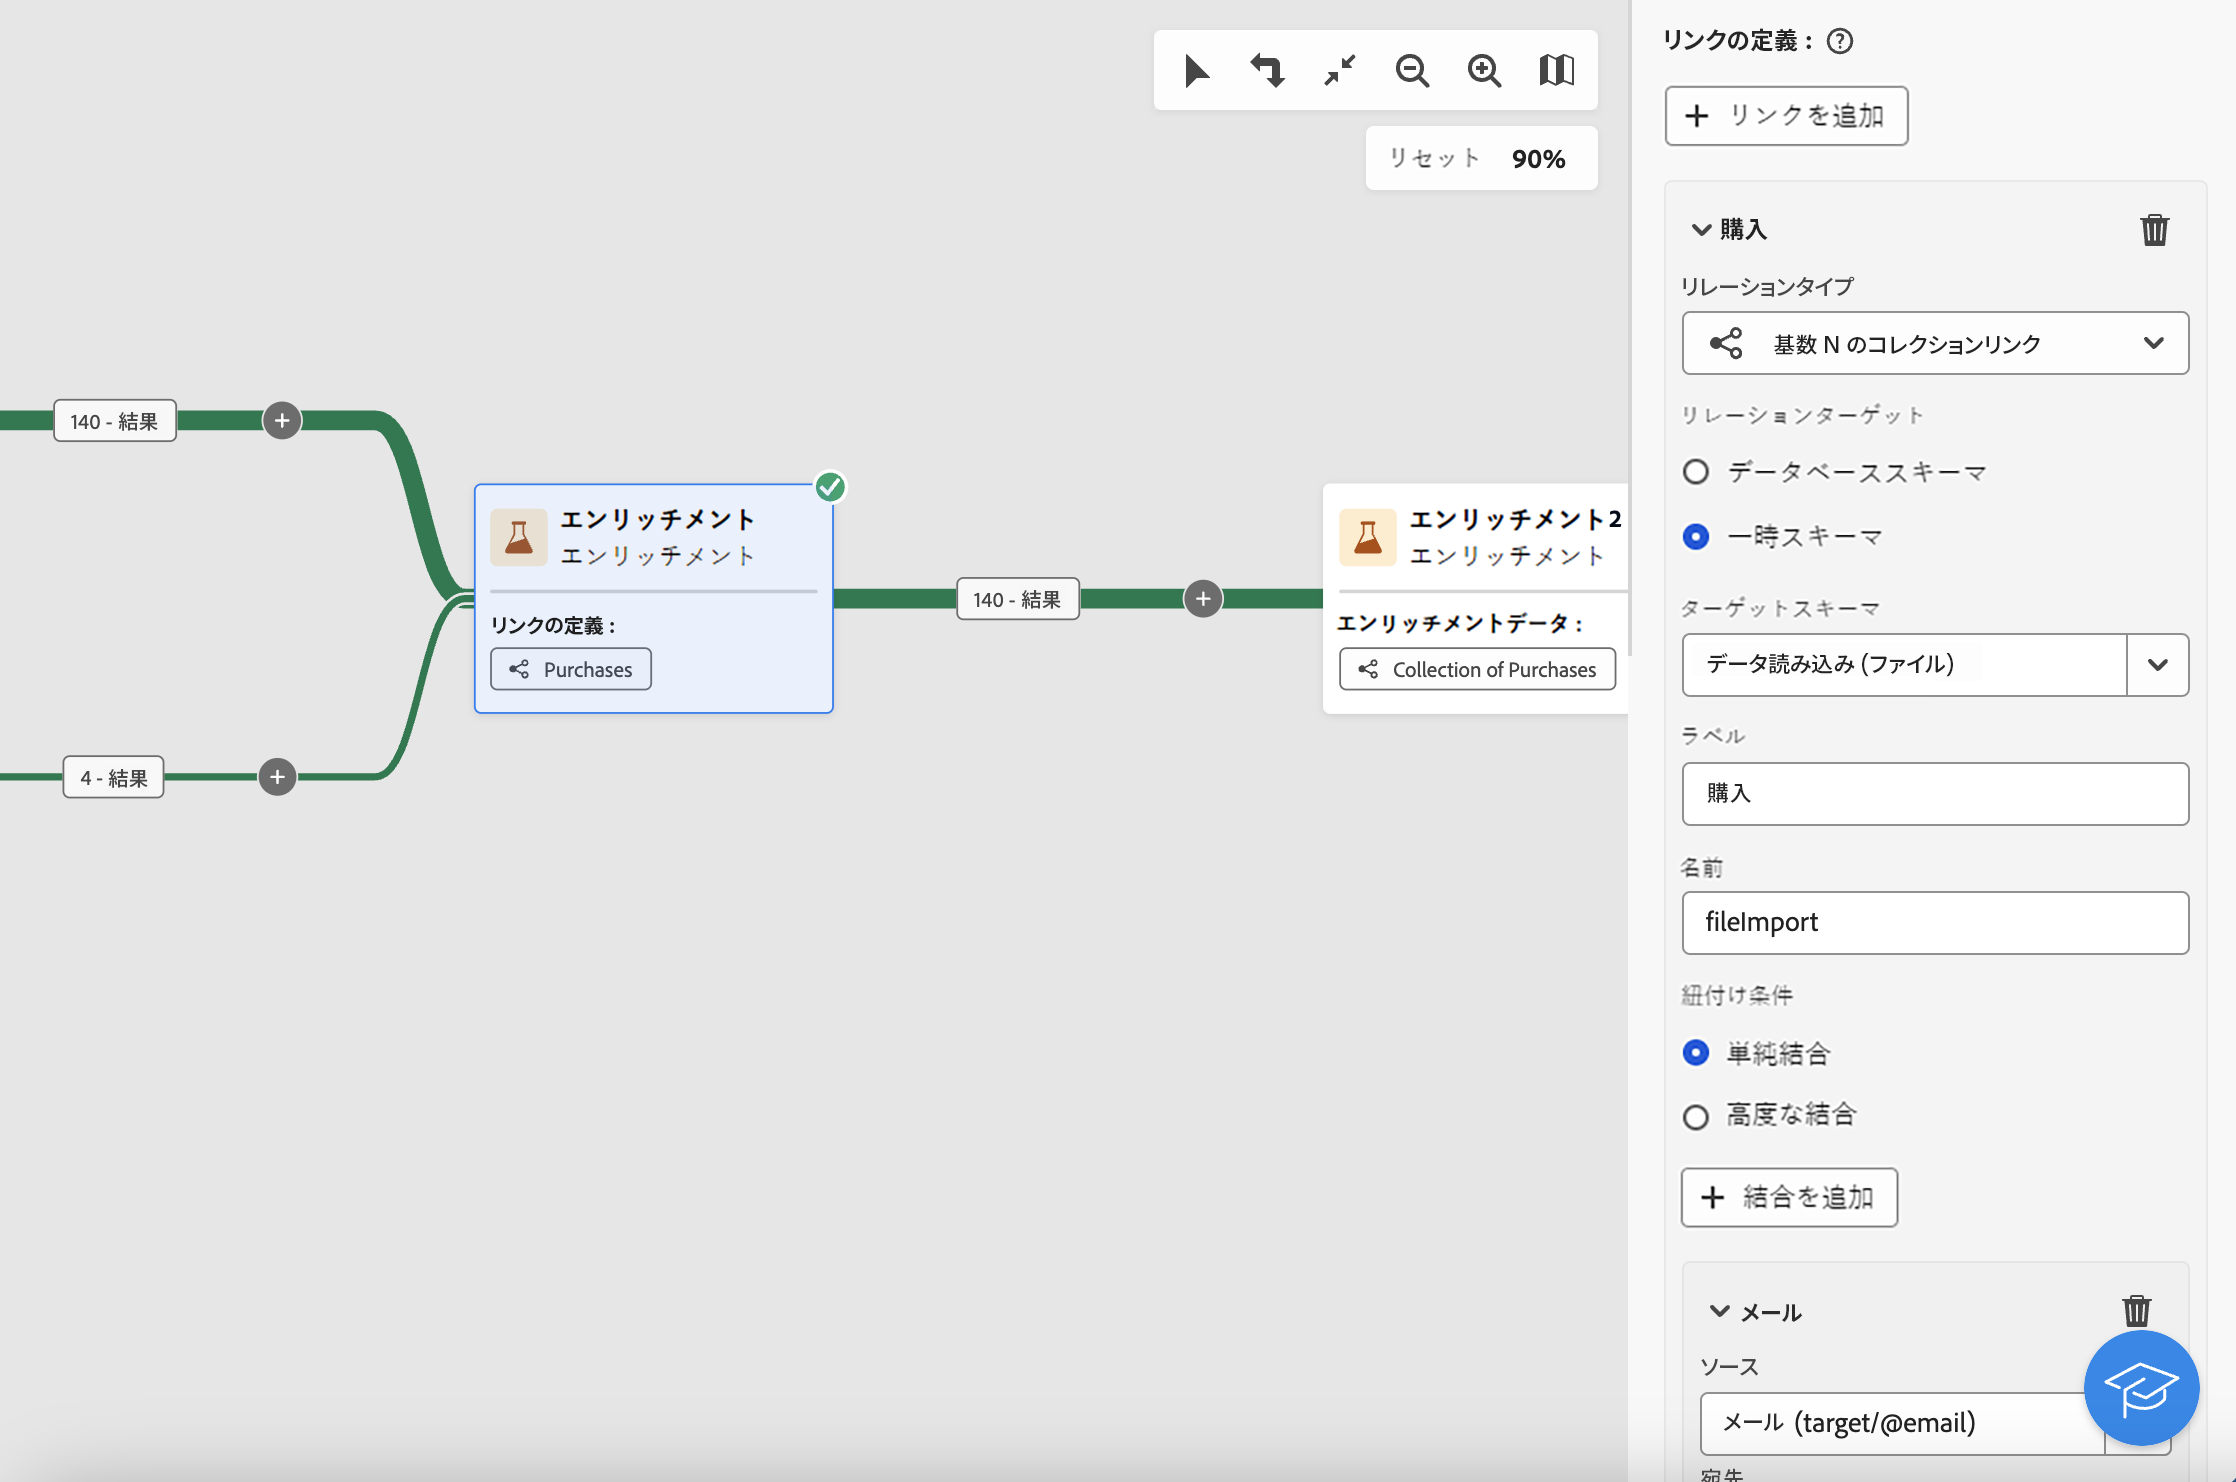 リセット 90%
140 - 結果
エンリッチメント
エンリッチメント
リンクの定義 :
Purchases
140 - 結果
エンリッチメント2
エンリッチメント
エンリッチメントデータ :
Collection of Purchases
4 - 結果
リンクの定義 :
リンクを追加
購入
リレーションタイプ
基数 N のコレクションリンク
リレーションターゲット
データベーススキーマ
一時スキーマ
ターゲットスキーマ
データ読み込み (ファイル)
ラベル
購入
名前
fileImport
紐付け条件
単純結合
高度な結合
結合を追加
メール
ソース
メール (target/@email)
宛先